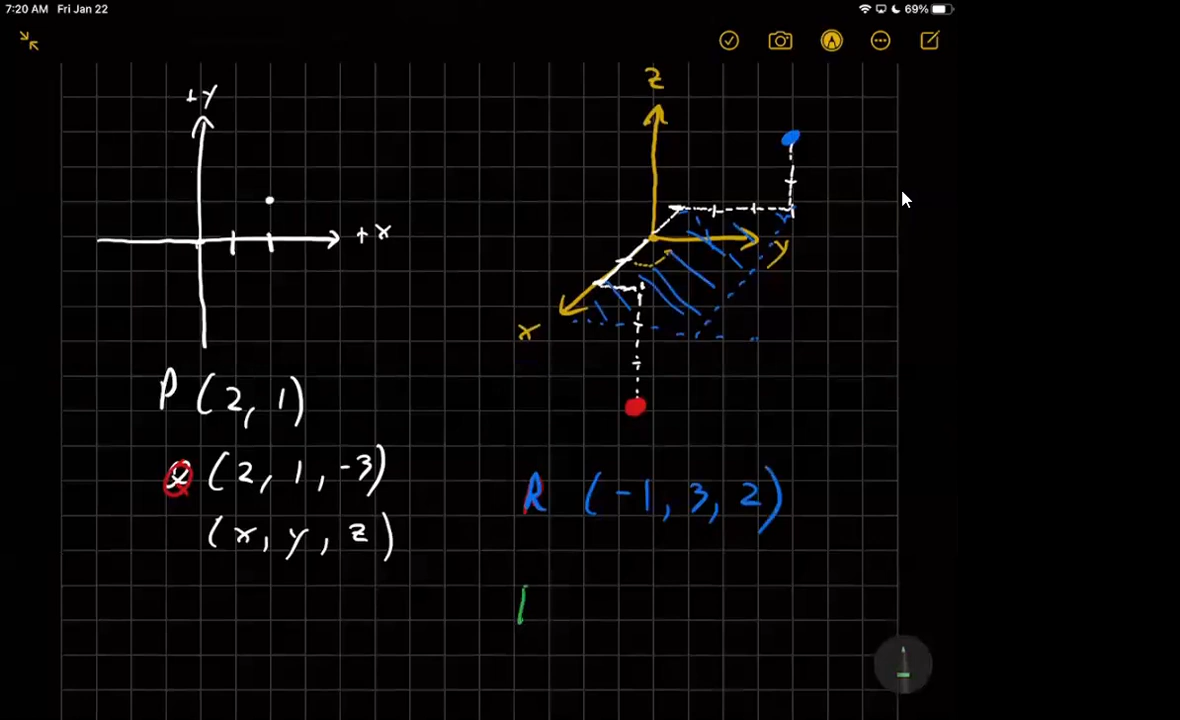 7:20 AM Fri Jan 22
69%
+Y
+X
P (2, 1)
Q (2, 1, -3)
(x, y, z)
Z
y
x
R (-1, 3, 2)